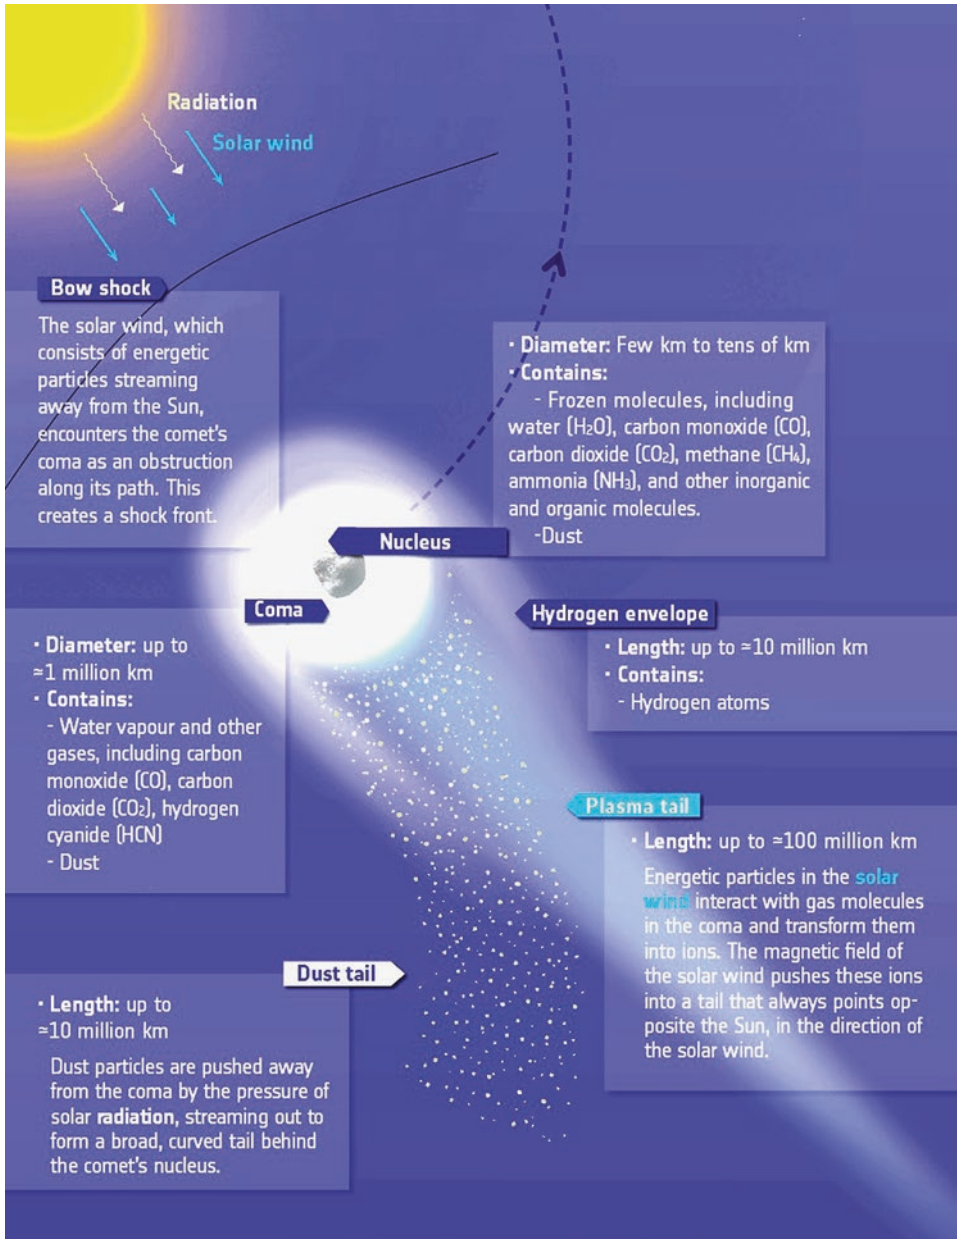 Radiation
Solar wind
Bow shock
The solar wind, which
consists of energetic
particles streaming
away from the Sun,
encounters the comet's
coma as an obstruction
along its path. This
creates a shock front.
• Diameter: Few km to tens of km
• Contains:
- Frozen molecules, including
water (H₂O), carbon monoxide (CO),
carbon dioxide (CO₂), methane (CH₄),
ammonia (NH₃), and other inorganic
and organic molecules.
-Dust
Nucleus
Coma
• Diameter: up to
≃1 million km
• Contains:
- Water vapour and other
gases, including carbon
monoxide (CO), carbon
dioxide (CO₂), hydrogen
cyanide (HCN)
- Dust
Hydrogen envelope
• Length: up to ≃10 million km
• Contains:
- Hydrogen atoms
Plasma tail
• Length: up to ≃100 million km
Energetic particles in the solar
wind interact with gas molecules
in the coma and transform them
into ions. The magnetic field of
the solar wind pushes these ions
into a tail that always points op-
posite the Sun, in the direction of
the solar wind.
Dust tail
• Length: up to
≃10 million km
Dust particles are pushed away
from the coma by the pressure of
solar radiation, streaming out to
form a broad, curved tail behind
the comet's nucleus.